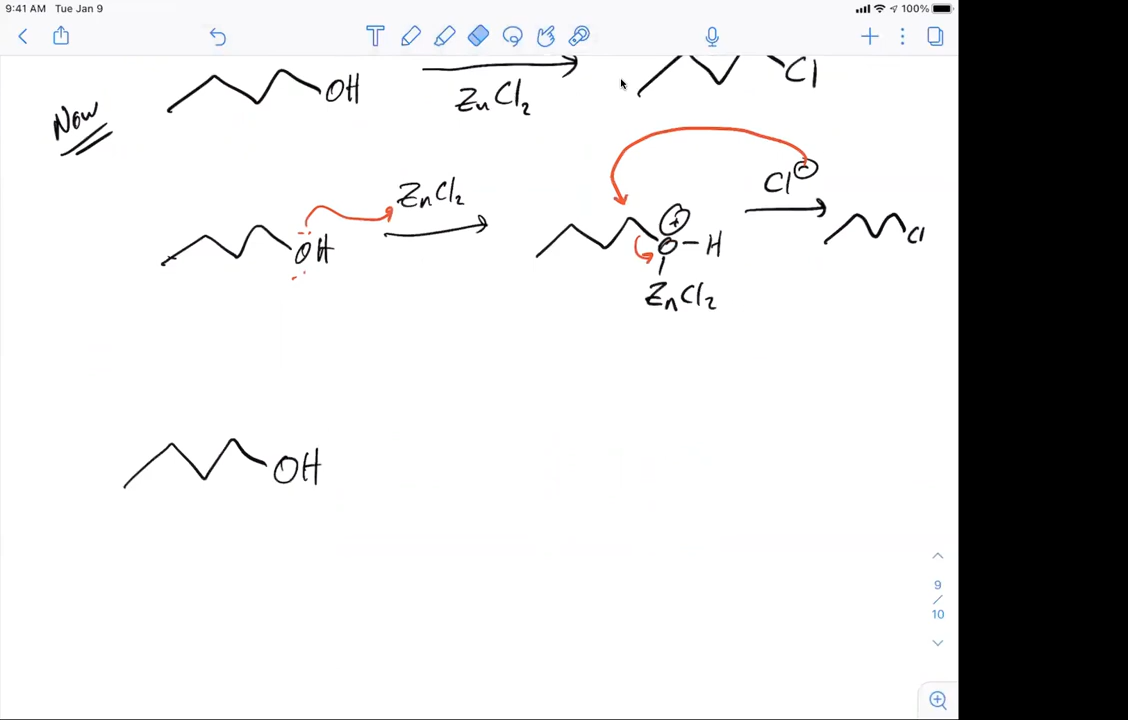 9:41 AM Tue Jan 9
100%
T
OH
ZnCl2
Cl
Now
ZnCl2
Cl⊖
OH
⊕
O-H
ZnCl2
Cl
OH
9
/
10